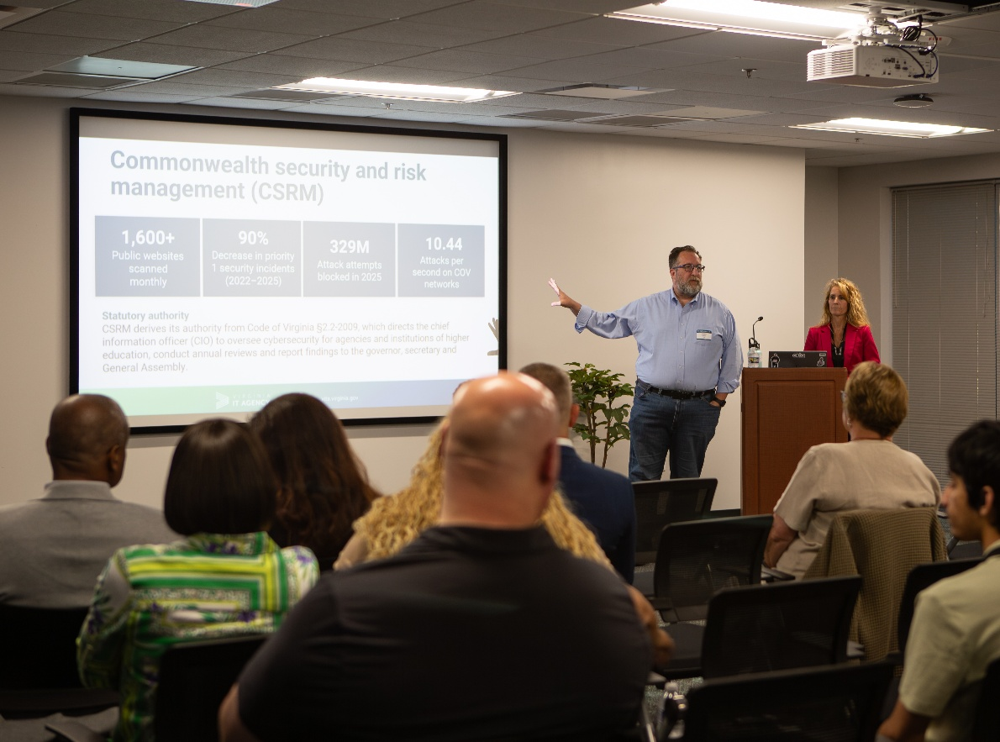 Commonwealth security and risk
management (CSRM)
1,600+
Public websites
scanned
monthly
90%
Decrease in priority
1 security incidents
(2022–2025)
329M
Attack attempts
blocked in 2025
10.44
Attacks per
second on COV
networks
Statutory authority
CSRM derives its authority from Code of Virginia §2.2-2009, which directs the chief
information officer (CIO) to oversee cybersecurity for agencies and institutions of higher
education, conduct annual reviews and report findings to the governor, secretary and
General Assembly.
IT AGENC
.virginia.gov